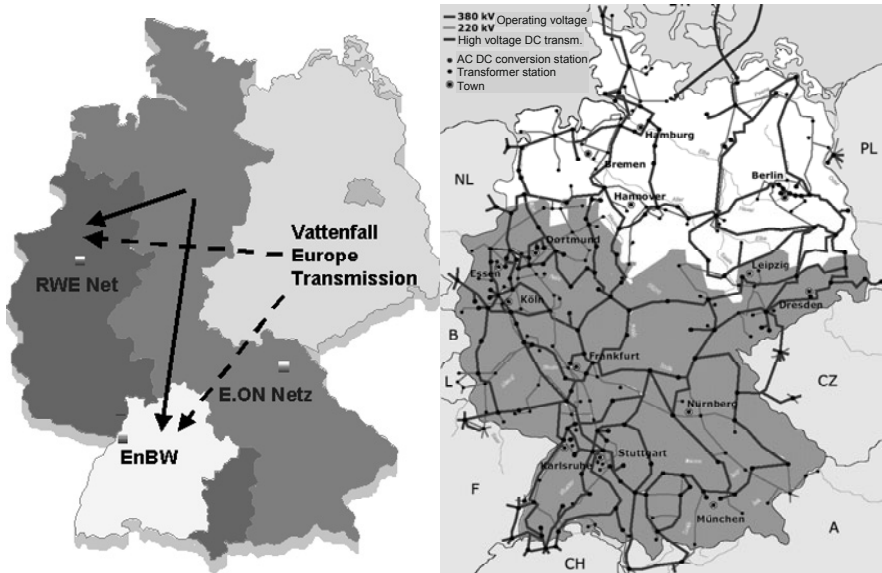 Vattenfall
Europe
Transmission
RWE Net
E.ON Netz
EnBW
380 kV Operating voltage
220 kV
High voltage DC transm.
AC DC conversion station
Transformer station
Town
Hamburg
PL
Bremen
NL
Berlin
Hannover
Dortmund
Essen
Leipzig
Köln
Dresden
B
Frankfurt
L
CZ
Nürnberg
Stuttgart
Karlsruhe
F
München
A
CH